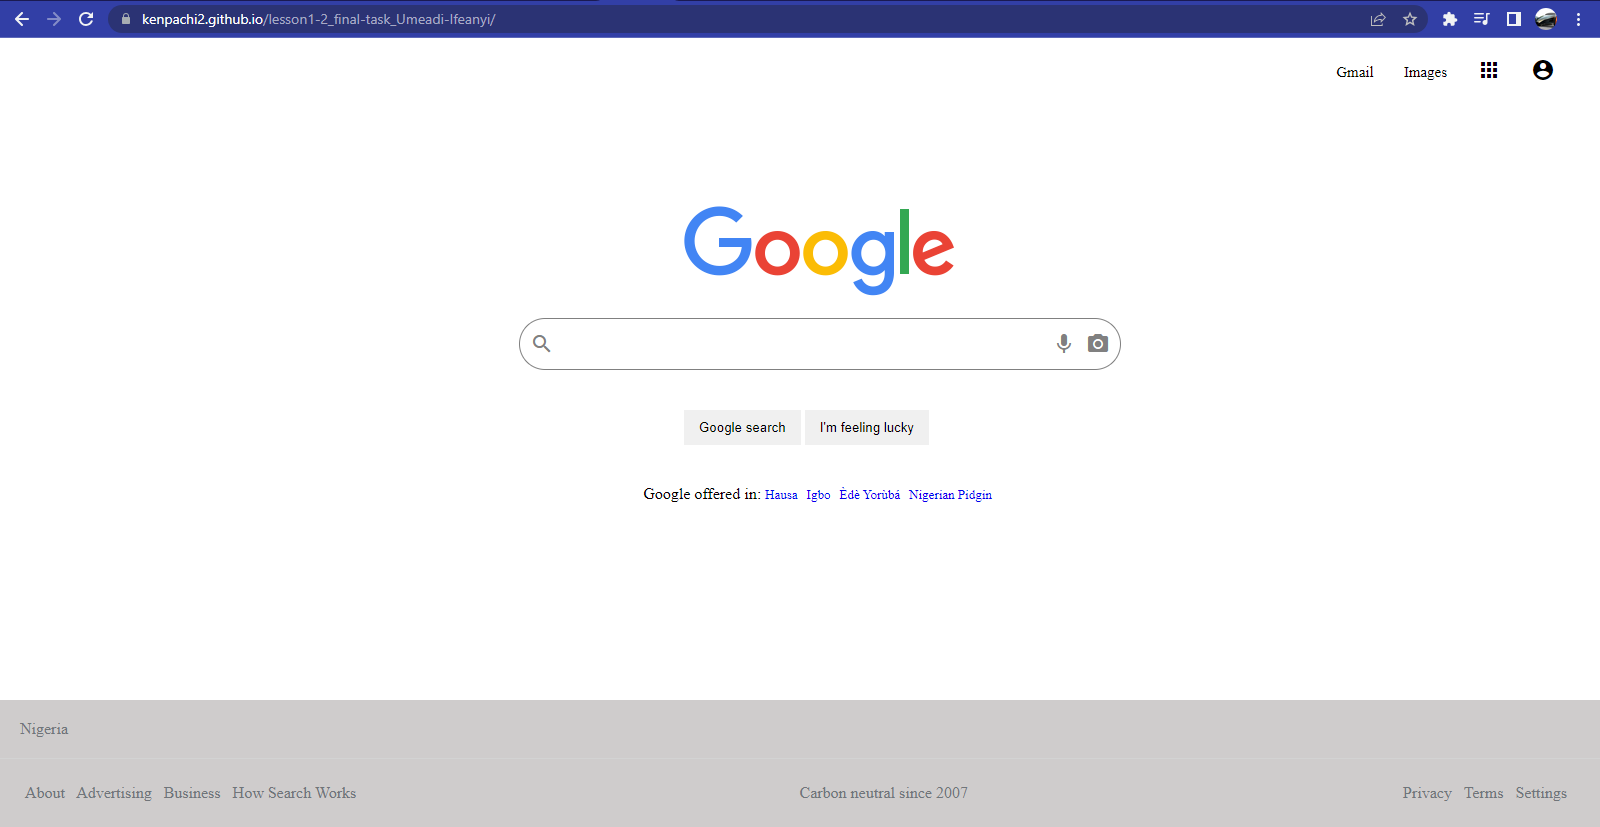 kenpachi2.github.io/lesson1-2_final-task_Umeadi-Ifeanyi/
Gmail Images
Google
Google search I'm feeling lucky
Google offered in: Hausa Igbo Èdè Yorùbá Nigerian Pidgin
Nigeria
About Advertising Business How Search Works Carbon neutral since 2007 Privacy Terms Settings